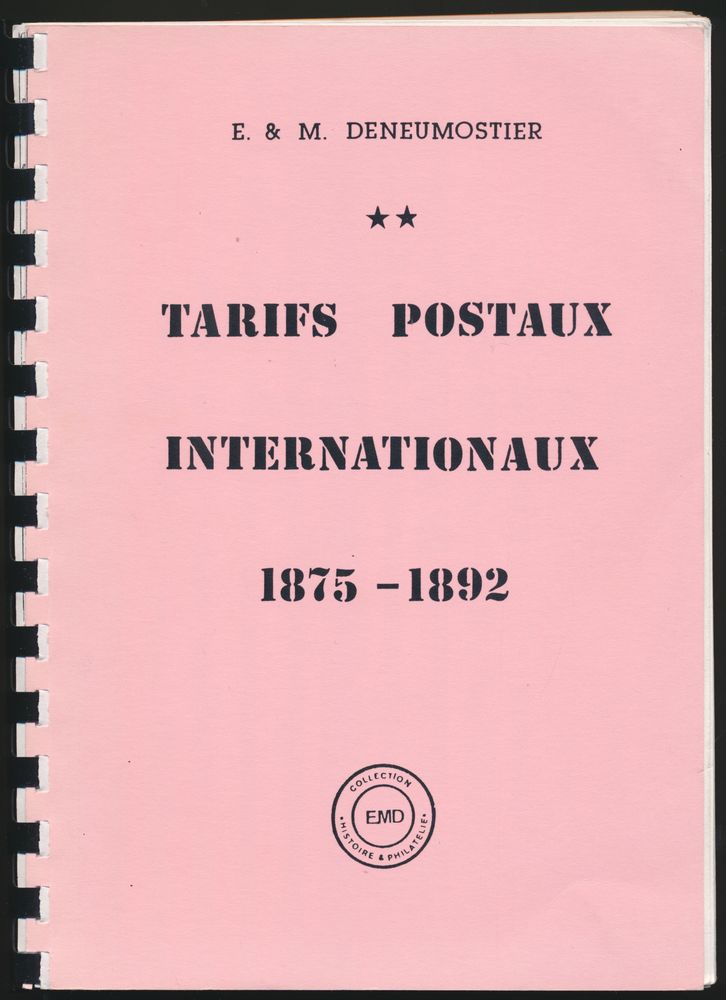 E. & M. DENEUMOSTIER
★★
TARIFS POSTAUX
INTERNATIONAUX
1875 - 1892
COLLECTION
EMD
• HISTOIRE & PHILATELIE •